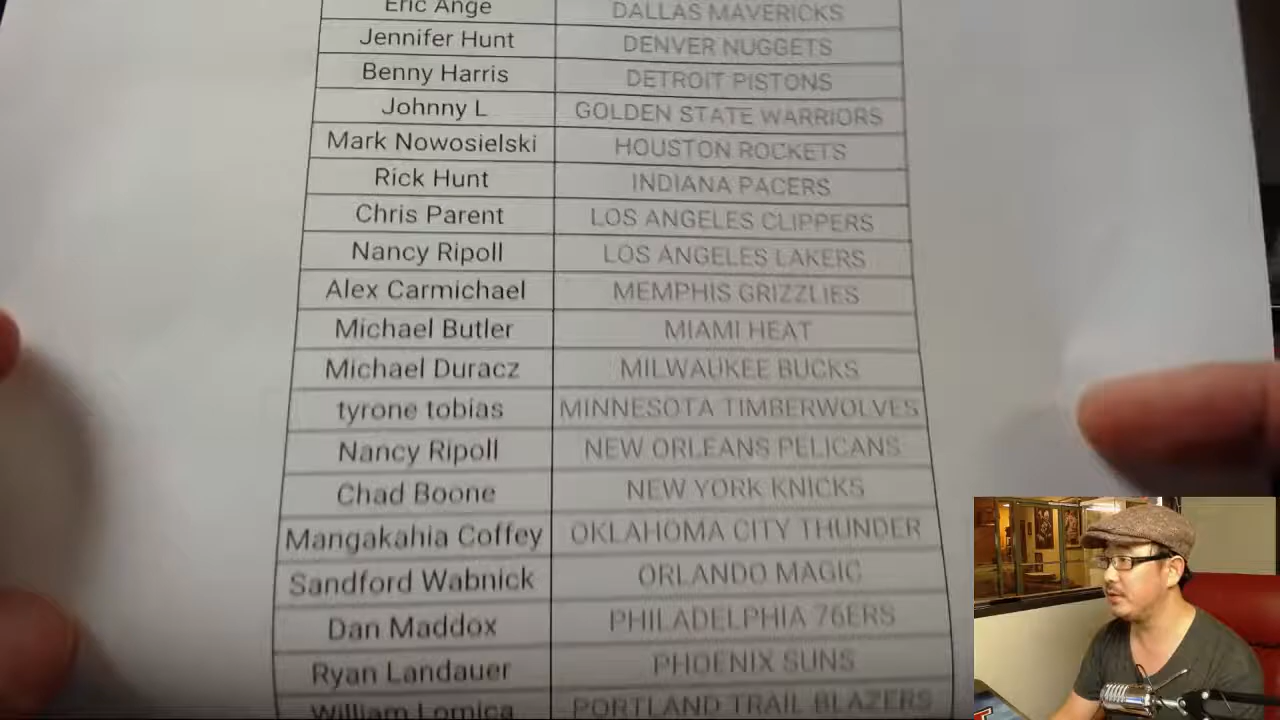 Eric Ange DALLAS MAVERICKS
Jennifer Hunt DENVER NUGGETS
Benny Harris DETROIT PISTONS
Johnny L GOLDEN STATE WARRIORS
Mark Nowosielski HOUSTON ROCKETS
Rick Hunt INDIANA PACERS
Chris Parent LOS ANGELES CLIPPERS
Nancy Ripoll LOS ANGELES LAKERS
Alex Carmichael MEMPHIS GRIZZLIES
Michael Butler MIAMI HEAT
Michael Duracz MILWAUKEE BUCKS
tyrone tobias MINNESOTA TIMBERWOLVES
Nancy Ripoll NEW ORLEANS PELICANS
Chad Boone NEW YORK KNICKS
Mangakahia Coffey OKLAHOMA CITY THUNDER
Sandford Wabnick ORLANDO MAGIC
Dan Maddox PHILADELPHIA 76ERS
Ryan Landauer PHOENIX SUNS
William Lomica PORTLAND TRAIL BLAZERS